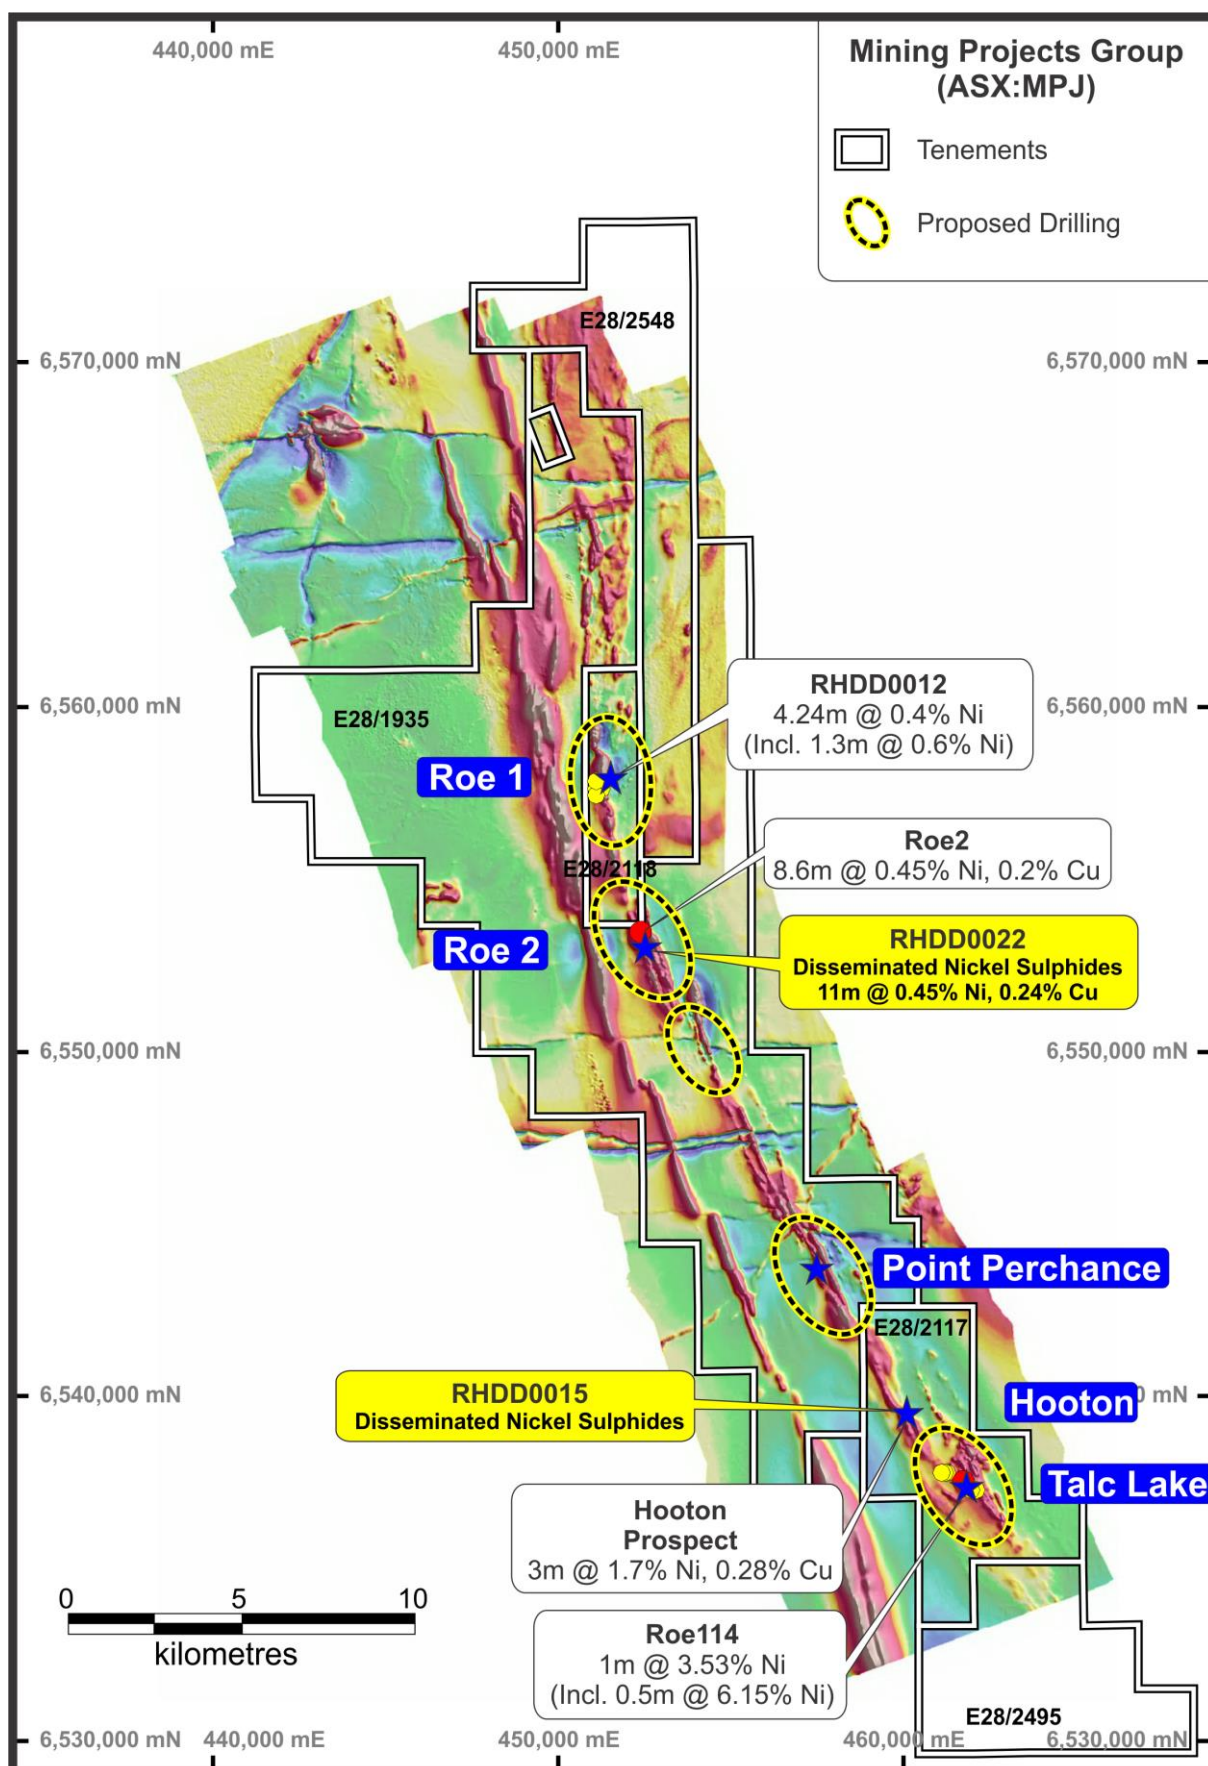 440,000 mE
450,000 mE
Mining Projects Group
(ASX:MPJ)
Tenements
Proposed Drilling
E28/2548
6,570,000 mN
6,570,000 mN
RHDD0012
4.24m @ 0.4% Ni
(Incl. 1.3m @ 0.6% Ni)
6,560,000 mN
6,560,000 mN
E28/1935
Roe 1
Roe2
8.6m @ 0.45% Ni, 0.2% Cu
E28/2118
RHDD0022
Disseminated Nickel Sulphides
11m @ 0.45% Ni, 0.24% Cu
Roe 2
6,550,000 mN
6,550,000 mN
Point Perchance
E28/2117
RHDD0015
Disseminated Nickel Sulphides
6,540,000 mN
0 mN
Hooton
Talc Lake
Hooton
Prospect
3m @ 1.7% Ni, 0.28% Cu
Roe114
1m @ 3.53% Ni
(Incl. 0.5m @ 6.15% Ni)
0 5 10
kilometres
E28/2495
6,530,000 mN
440,000 mE
450,000 mE
460,000 mE
6,530,000 mN